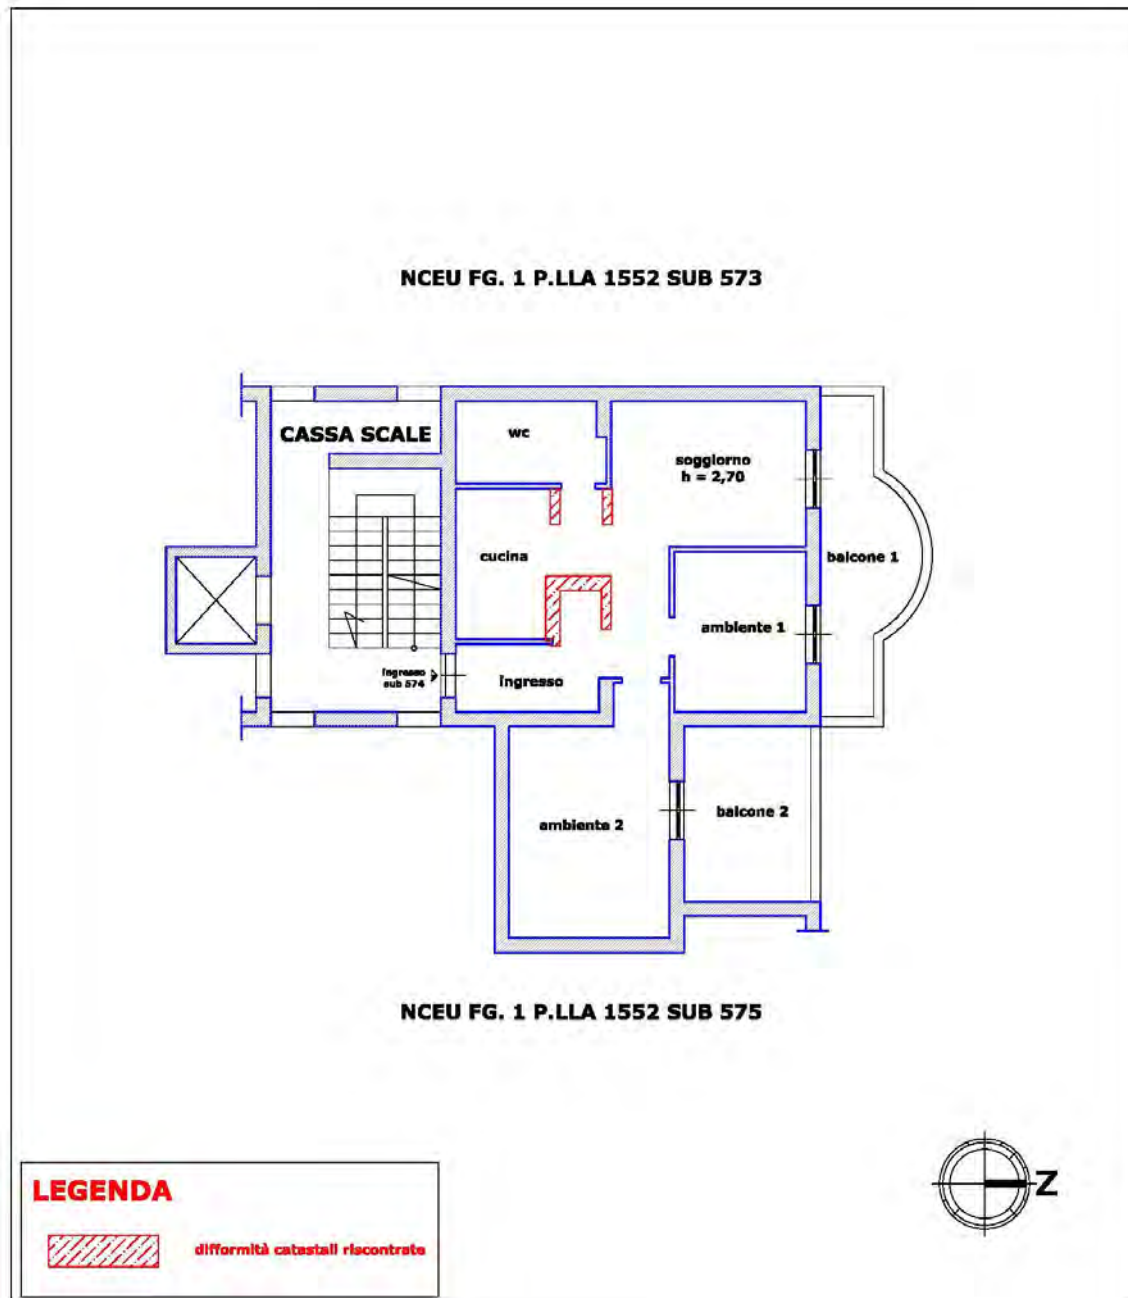 NCEU FG. 1 P.LLA 1552 SUB 573
CASSA SCALE
wc
soggiorno
h = 2,70
cucina
balcone 1
ambiente 1
ingresso
sub 574
ingresso
ambiente 2
balcone 2
NCEU FG. 1 P.LLA 1552 SUB 575
LEGENDA
difformità catastali riscontrate
Z